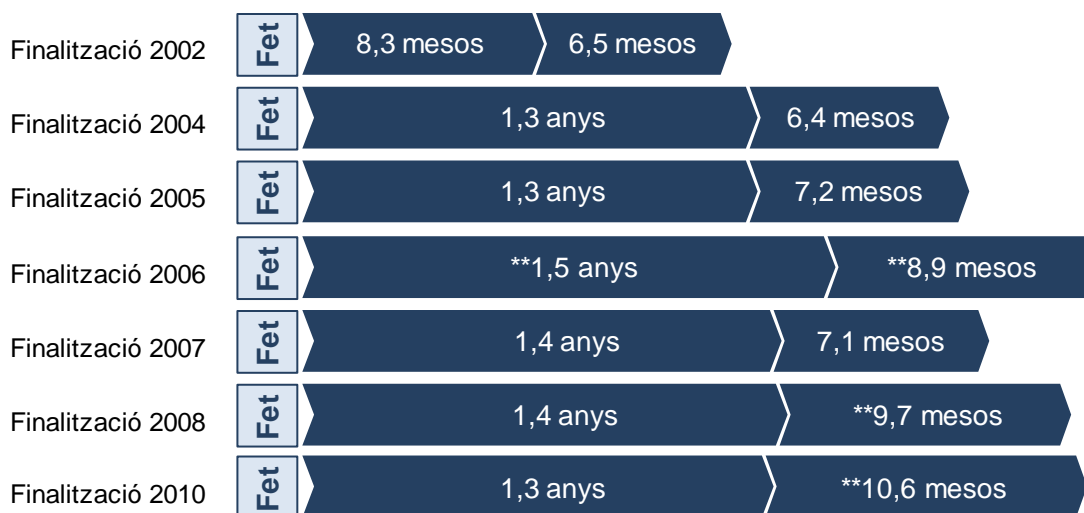 Finalització 2002 Fet 8,3 mesos 6,5 mesos
Finalització 2004 Fet 1,3 anys 6,4 mesos
Finalització 2005 Fet 1,3 anys 7,2 mesos
Finalització 2006 Fet **1,5 anys **8,9 mesos
Finalització 2007 Fet 1,4 anys 7,1 mesos
Finalització 2008 Fet 1,4 anys **9,7 mesos
Finalització 2010 Fet 1,3 anys **10,6 mesos